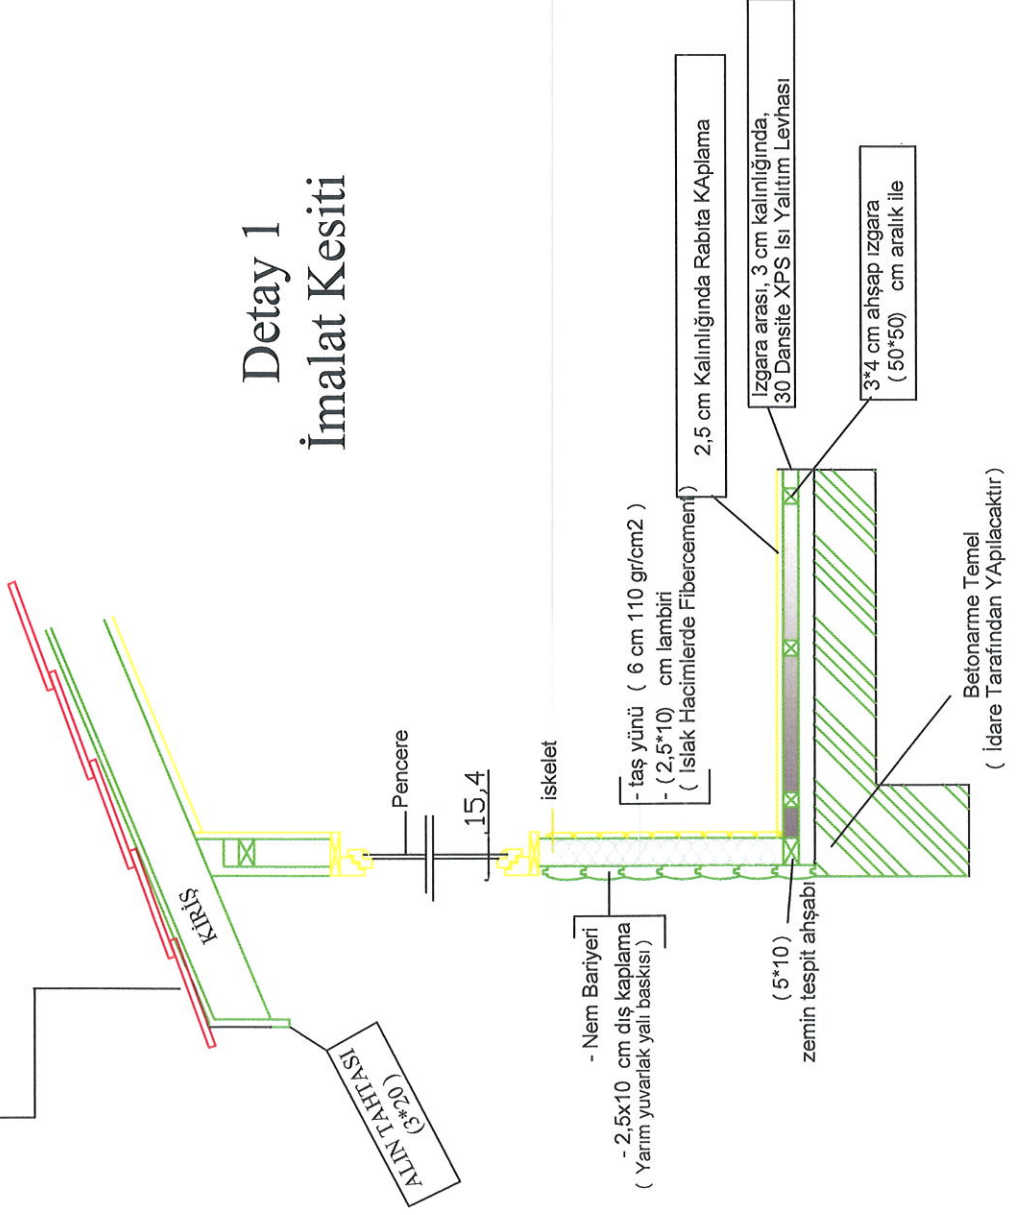 Detay 1
İmalat Kesiti
KİRİŞ
ALIN TAHTASI
(3*20)
Pencere
15,4
iskelet
- taş yünü ( 6 cm 110 gr/cm2 )
- ( 2,5*10) cm lambiri
( Islak Hacimlerde Fibercement )
2,5 cm Kalınlığında Rabıta KAplama
Izgara arası, 3 cm kalınlığında,
30 Dansite XPS Isı Yalıtım Levhası
3*4 cm ahşap ızgara
( 50*50) cm aralık ile
- Nem Bariyeri
- 2,5x10 cm dış kaplama
( Yarım yuvarlak yalı baskısı )
( 5*10 )
zemin tespit ahşabı
Betonarme Temel
( İdare Tarafından YApılacaktır )